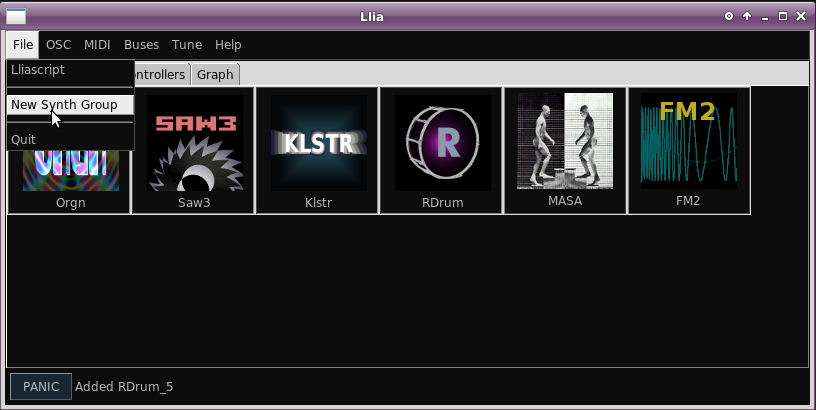 Llia
File OSC MIDI Buses Tune Help
Lliascript
ntrollers Graph
New Synth Group
Quit
SAW3
KLSTR
R
FM2
Orgn Saw3 Klstr RDrum MASA FM2
PANIC Added RDrum_5